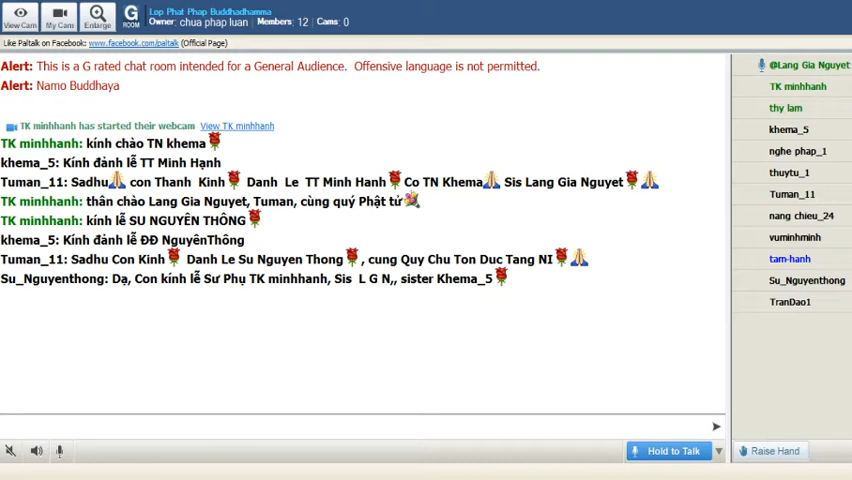 View Cam
My Cam
Enlarge
G
ROOM
Lop Phat Phap Buddhadhamma
Owner: chua phap luan Members: 12 Cams: 0
Like Paltalk on Facebook: www.facebook.com/paltalk (Official Page)
Alert: This is a G rated chat room intended for a General Audience. Offensive language is not permitted.
Alert: Namo Buddhaya
TK minhhanh has started their webcam View TK minhhanh
TK minhhanh: kính chào TN khema
khema_5: Kính đảnh lễ TT Minh Hạnh
Tuman_11: Sadhu con Thanh Kinh Danh Le TT Minh Hanh Co TN Khema Sis Lang Gia Nguyet
TK minhhanh: thân chào Lang Gia Nguyet, Tuman, cùng quý Phật tử
TK minhhanh: kính lễ SU NGUYÊN THÔNG
khema_5: Kính đảnh lễ ĐĐ NguyênThông
Tuman_11: Sadhu Con Kinh Danh Le Su Nguyen Thong , cung Quy Chu Ton Duc Tang NI
Su_Nguyenthong: Dạ, Con kính lễ Sư Phụ TK minhhanh, Sis L G N,, sister Khema_5
@Lang Gia Nguyet
TK minhhanh
thy lam
khema_5
nghe phap_1
thuytu_1
Tuman_11
nang chieu_24
vuminhminh
tam-hanh
Su_Nguyenthong
TranDao1
Hold to Talk
Raise Hand